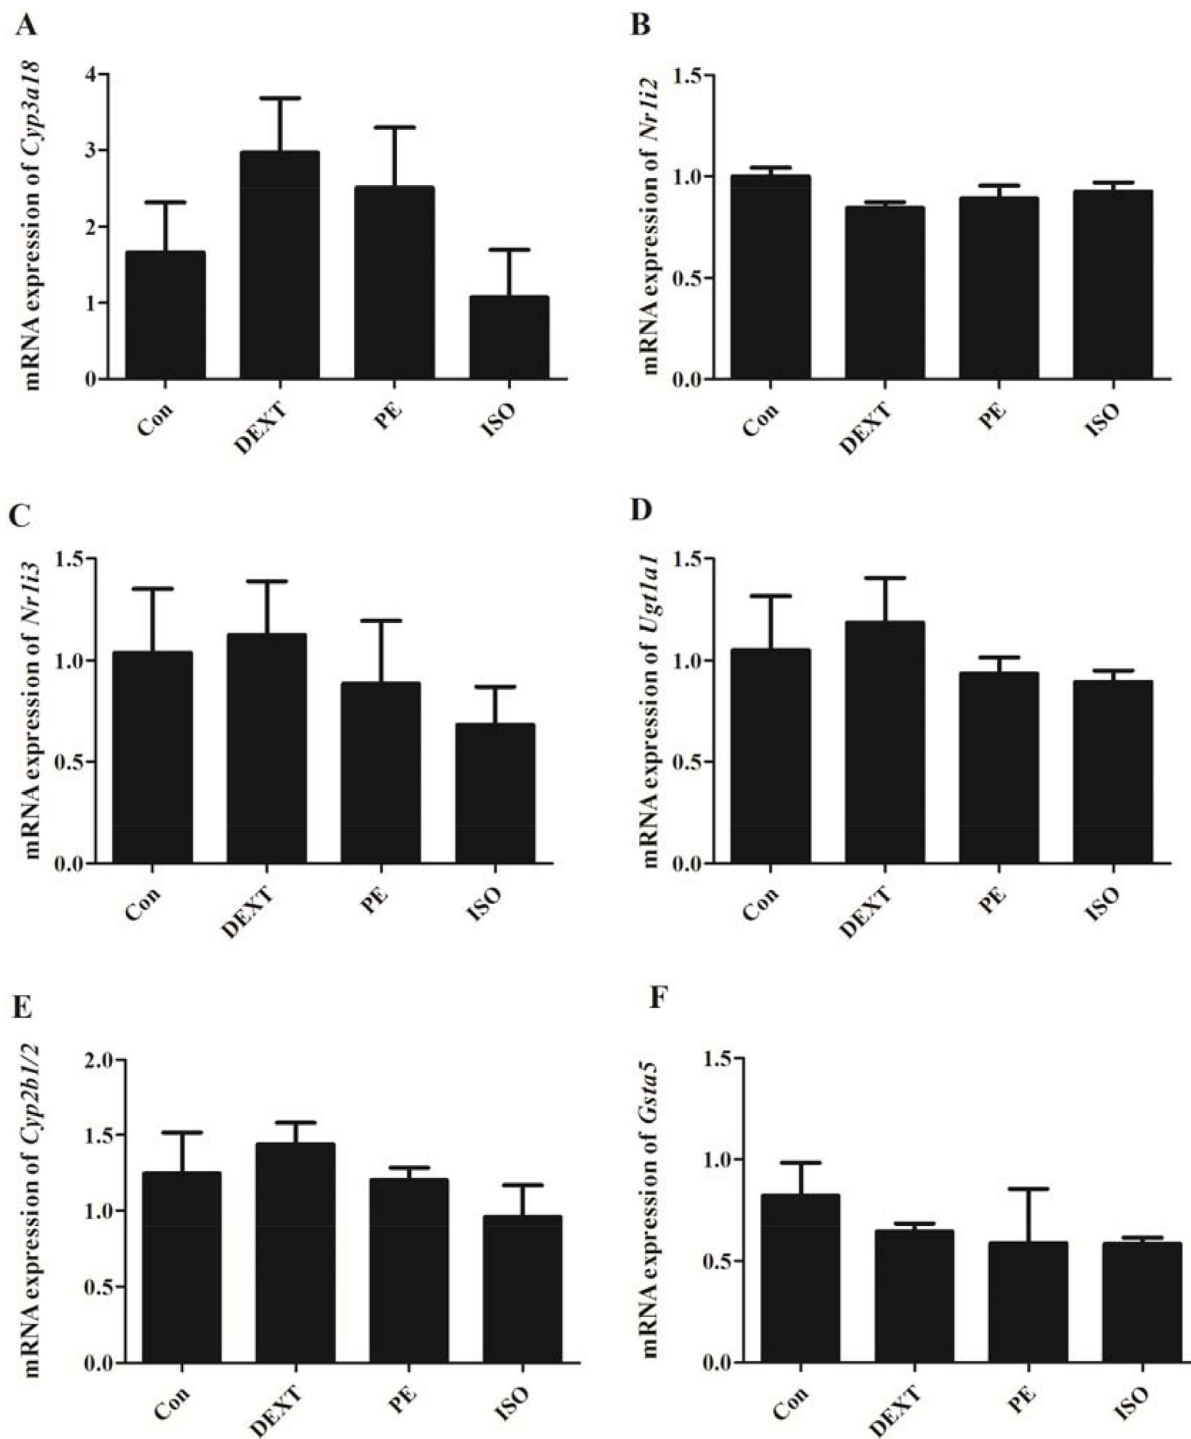 A
mRNA expression of Cyp3a18
4
3
2
1
0
Con
DEXT
PE
ISO
B
mRNA expression of Nr1i2
1.5
1.0
0.5
0.0
Con
DEXT
PE
ISO
C
mRNA expression of Nr1i3
1.5
1.0
0.5
0.0
Con
DEXT
PE
ISO
D
mRNA expression of Ugt1a1
1.5
1.0
0.5
0.0
Con
DEXT
PE
ISO
E
mRNA expression of Cyp2b1/2
2.0
1.5
1.0
0.5
0.0
Con
DEXT
PE
ISO
F
mRNA expression of Gsta5
1.5
1.0
0.5
0.0
Con
DEXT
PE
ISO